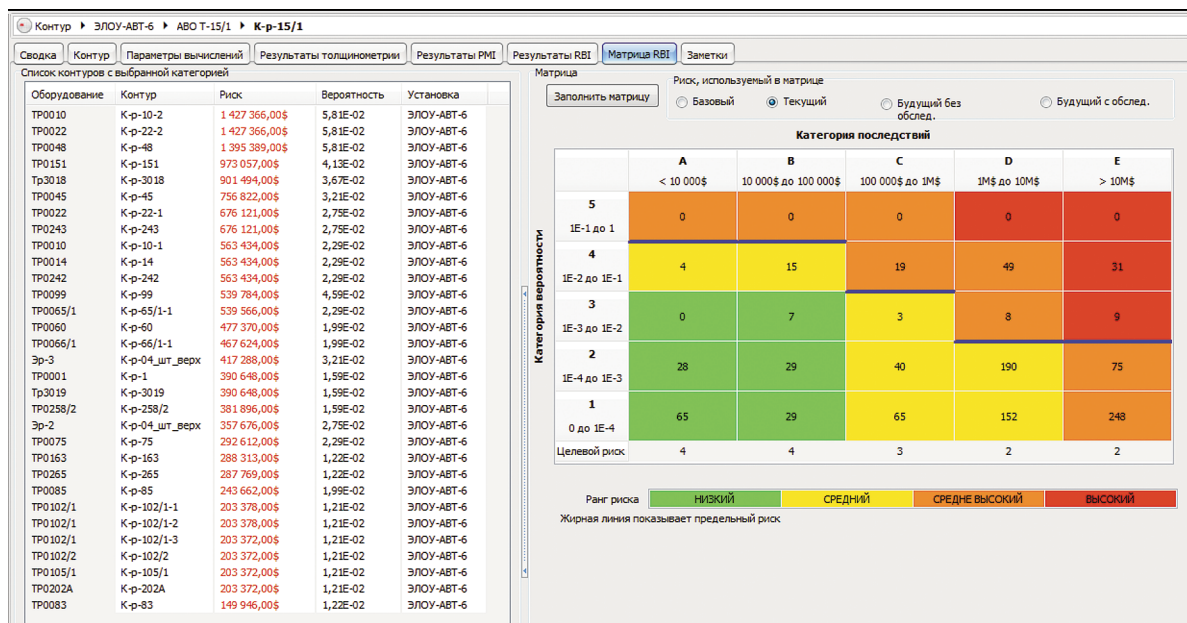 Контур ▸ ЭЛОУ-АВТ-6 ▸ АВО Т-15/1 ▸ К-р-15/1
Сводка Контур Параметры вычислений Результаты толщинометрии Результаты PMI Результаты RBI Матрица RBI Заметки
Список контуров с выбранной категорией
Оборудование Контур Риск Вероятность Установка
ТР0010 К-р-10-2 1 427 366,00$ 5,81E-02 ЭЛОУ-АВТ-6
ТР0022 К-р-22-2 1 427 366,00$ 5,81E-02 ЭЛОУ-АВТ-6
ТР0048 К-р-48 1 395 389,00$ 5,81E-02 ЭЛОУ-АВТ-6
ТР0151 К-р-151 973 057,00$ 4,13E-02 ЭЛОУ-АВТ-6
Тр3018 К-р-3018 901 494,00$ 3,67E-02 ЭЛОУ-АВТ-6
ТР0045 К-р-45 756 822,00$ 3,21E-02 ЭЛОУ-АВТ-6
ТР0022 К-р-22-1 676 121,00$ 2,75E-02 ЭЛОУ-АВТ-6
ТР0243 К-р-243 676 121,00$ 2,75E-02 ЭЛОУ-АВТ-6
ТР0010 К-р-10-1 563 434,00$ 2,29E-02 ЭЛОУ-АВТ-6
ТР0014 К-р-14 563 434,00$ 2,29E-02 ЭЛОУ-АВТ-6
ТР0242 К-р-242 563 434,00$ 2,29E-02 ЭЛОУ-АВТ-6
ТР0099 К-р-99 539 784,00$ 4,59E-02 ЭЛОУ-АВТ-6
ТР0065/1 К-р-65/1-1 539 566,00$ 2,29E-02 ЭЛОУ-АВТ-6
ТР0060 К-р-60 477 370,00$ 1,99E-02 ЭЛОУ-АВТ-6
ТР0066/1 К-р-66/1-1 467 624,00$ 1,99E-02 ЭЛОУ-АВТ-6
Эр-3 К-р-04_шт_верх 417 288,00$ 3,21E-02 ЭЛОУ-АВТ-6
ТР0001 К-р-1 390 648,00$ 1,59E-02 ЭЛОУ-АВТ-6
Тр3019 К-р-3019 390 648,00$ 1,59E-02 ЭЛОУ-АВТ-6
ТР0258/2 К-р-258/2 381 896,00$ 1,59E-02 ЭЛОУ-АВТ-6
Эр-2 К-р-04_шт_верх 357 676,00$ 2,75E-02 ЭЛОУ-АВТ-6
ТР0075 К-р-75 292 612,00$ 2,29E-02 ЭЛОУ-АВТ-6
ТР0163 К-р-163 288 313,00$ 1,22E-02 ЭЛОУ-АВТ-6
ТР0265 К-р-265 287 769,00$ 1,22E-02 ЭЛОУ-АВТ-6
ТР0085 К-р-85 243 662,00$ 1,99E-02 ЭЛОУ-АВТ-6
ТР0102/1 К-р-102/1-1 203 378,00$ 1,21E-02 ЭЛОУ-АВТ-6
ТР0102/1 К-р-102/1-2 203 378,00$ 1,21E-02 ЭЛОУ-АВТ-6
ТР0102/1 К-р-102/1-3 203 372,00$ 1,21E-02 ЭЛОУ-АВТ-6
ТР0102/2 К-р-102/2 203 372,00$ 1,21E-02 ЭЛОУ-АВТ-6
ТР0105/1 К-р-105/1 203 372,00$ 1,21E-02 ЭЛОУ-АВТ-6
ТР0202А К-р-202А 203 372,00$ 1,21E-02 ЭЛОУ-АВТ-6
ТР0083 К-р-83 149 946,00$ 1,22E-02 ЭЛОУ-АВТ-6
Матрица
Заполнить матрицу
Риск, используемый в матрице
Базовый Текущий Будущий без Будущий с обслед.
обслед.
Категория последствий
A B C D E
< 10 000$ 10 000$ до 100 000$ 100 000$ до 1M$ 1M$ до 10M$ > 10M$
Категория вероятности
5
1E-1 до 1 0 0 0 0 0
4
1E-2 до 1E-1 4 15 19 49 31
3
1E-3 до 1E-2 0 7 3 8 9
2
1E-4 до 1E-3 28 29 40 190 75
1
0 до 1E-4 65 29 65 152 248
Целевой риск 4 4 3 2 2
Ранг риска НИЗКИЙ СРЕДНИЙ СРЕДНЕ ВЫСОКИЙ ВЫСОКИЙ
Жирная линия показывает предельный риск